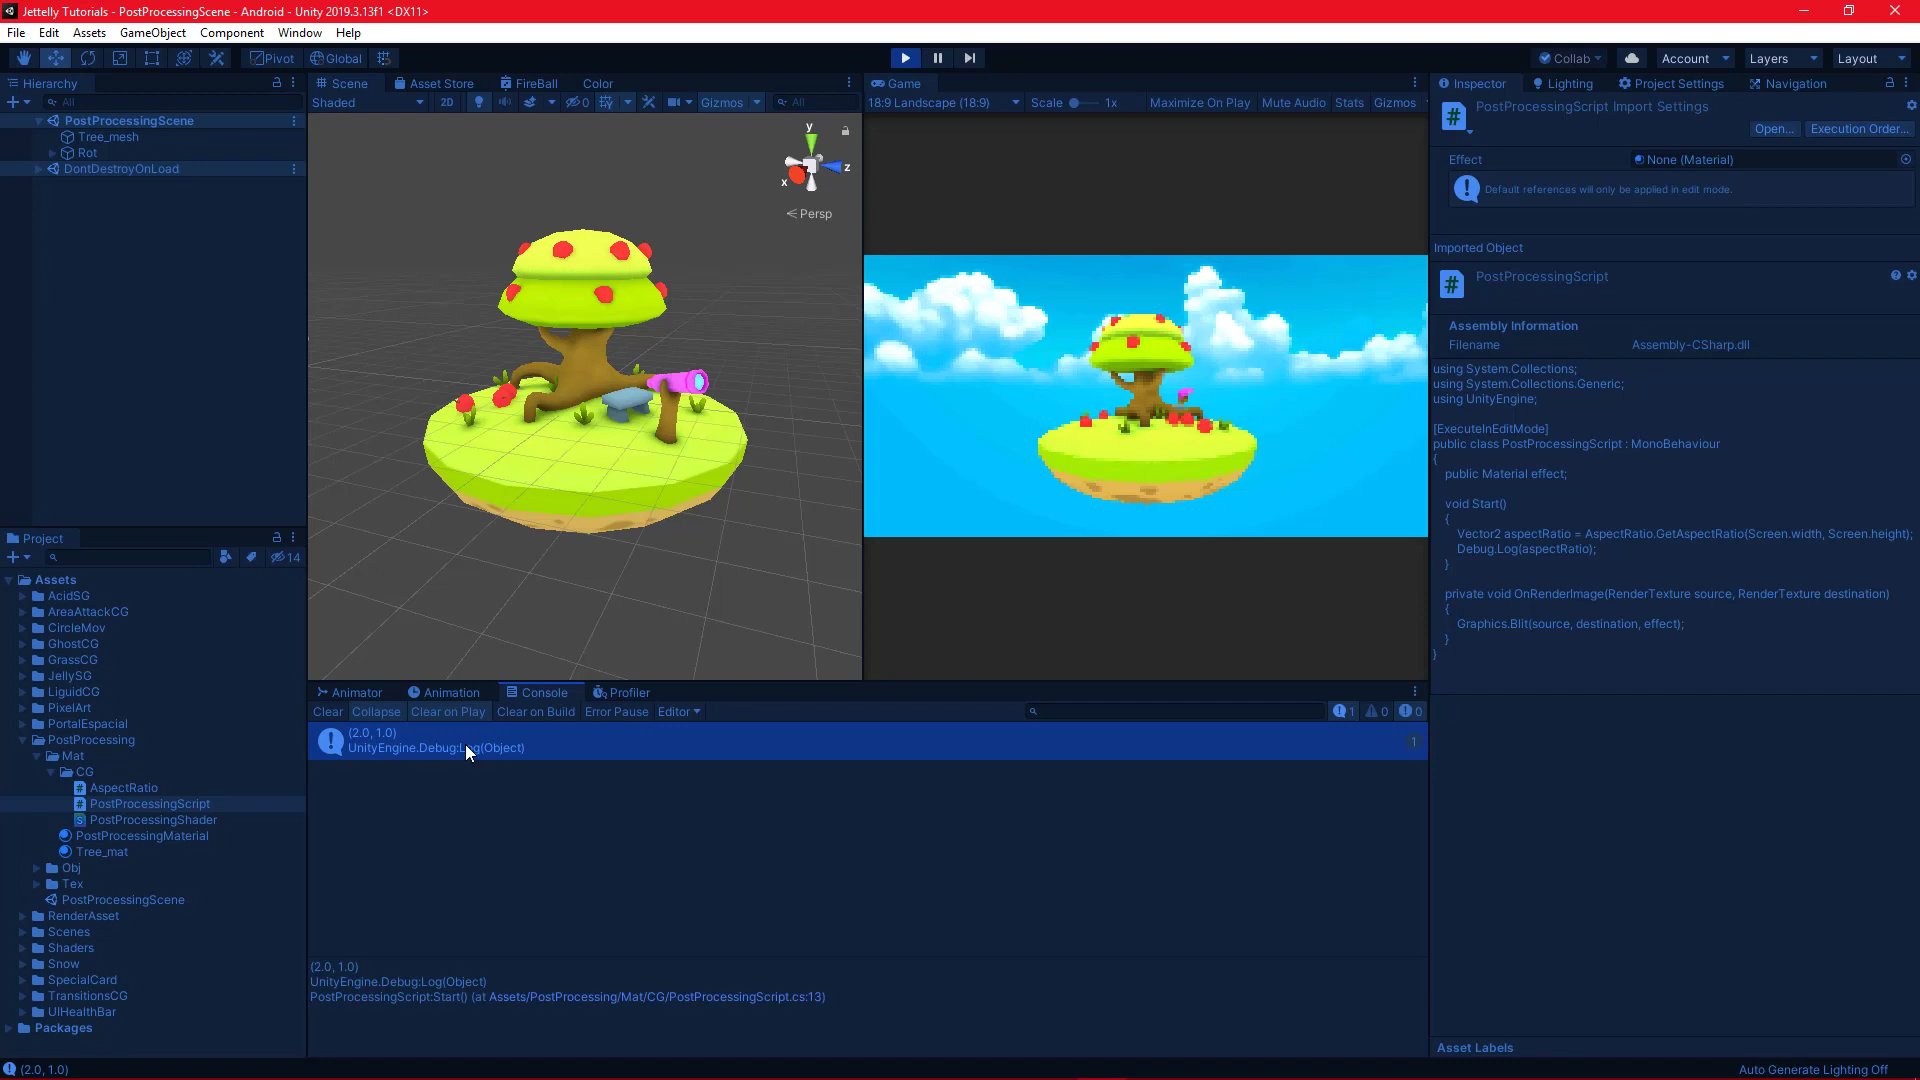 Jettelly Tutorials - PostProcessingScene - Android - Unity 2019.3.13f1 <DX11>
File Edit Assets GameObject Component Window Help
Pivot Global Collab Account Layers Layout
Hierarchy
All
PostProcessingScene
Tree_mesh
Rot
DontDestroyOnLoad
Scene Asset Store FireBall Color
Shaded 2D 0 Gizmos All
y
z
x
Persp
Game
18:9 Landscape (18:9) Scale 1x Maximize On Play Mute Audio Stats Gizmos
Inspector Lighting Project Settings Navigation
PostProcessingScript Import Settings
Open... Execution Order...
Effect None (Material)
Default references will only be applied in edit mode.
Imported Object
PostProcessingScript
Assembly Information
Filename Assembly-CSharp.dll
using System.Collections;
using System.Collections.Generic;
using UnityEngine;
[ExecuteInEditMode]
public class PostProcessingScript : MonoBehaviour
{
public Material effect;
void Start()
{
Vector2 aspectRatio = AspectRatio.GetAspectRatio(Screen.width, Screen.height);
Debug.Log(aspectRatio);
}
private void OnRenderImage(RenderTexture source, RenderTexture destination)
{
Graphics.Blit(source, destination, effect);
}
}
Asset Labels
Project
14
Assets
AcidSG
AreaAttackCG
CircleMov
GhostCG
GrassCG
JellySG
LiguidCG
PixelArt
PortalEspacial
PostProcessing
Mat
CG
AspectRatio
PostProcessingScript
PostProcessingShader
PostProcessingMaterial
Tree_mat
Obj
Tex
PostProcessingScene
RenderAsset
Scenes
Shaders
Snow
SpecialCard
TransitionsCG
UIHealthBar
Packages
Animator Animation Console Profiler
Clear Collapse Clear on Play Clear on Build Error Pause Editor 1 0 0
(2.0, 1.0)
UnityEngine.Debug:Log(Object)
1
(2.0, 1.0)
UnityEngine.Debug:Log(Object)
PostProcessingScript:Start() (at Assets/PostProcessing/Mat/CG/PostProcessingScript.cs:13)
(2.0, 1.0)
Auto Generate Lighting Off